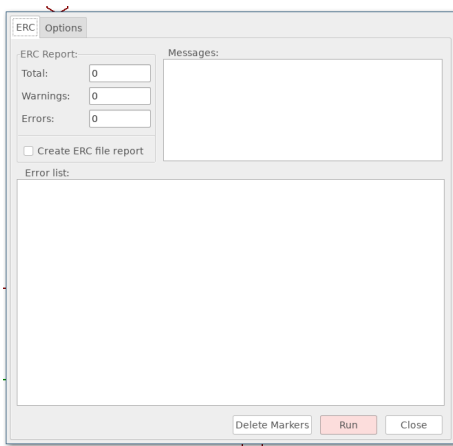 ERC Options
ERC Report:
Total: 0
Warnings: 0
Errors: 0
Create ERC file report
Messages:
Error list:
Delete Markers Run Close